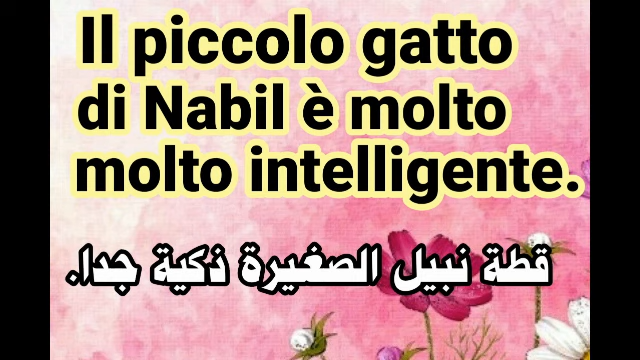 Il piccolo gatto
di Nabil è molto
molto intelligente.
قطة نبيل الصغيرة ذكية جدا.